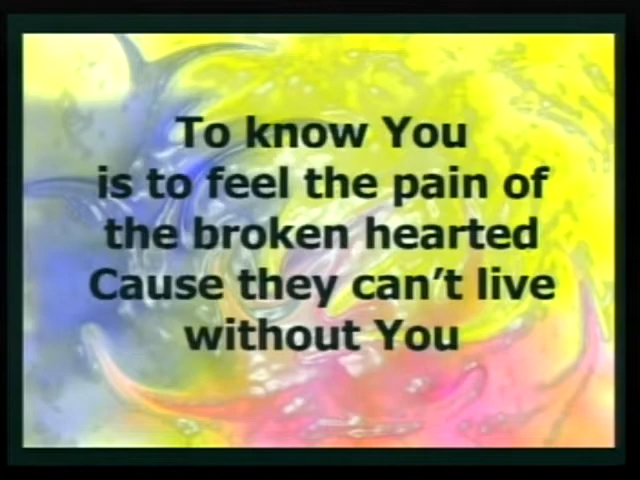 To know You
is to feel the pain of
the broken hearted
Cause they can't live
without You